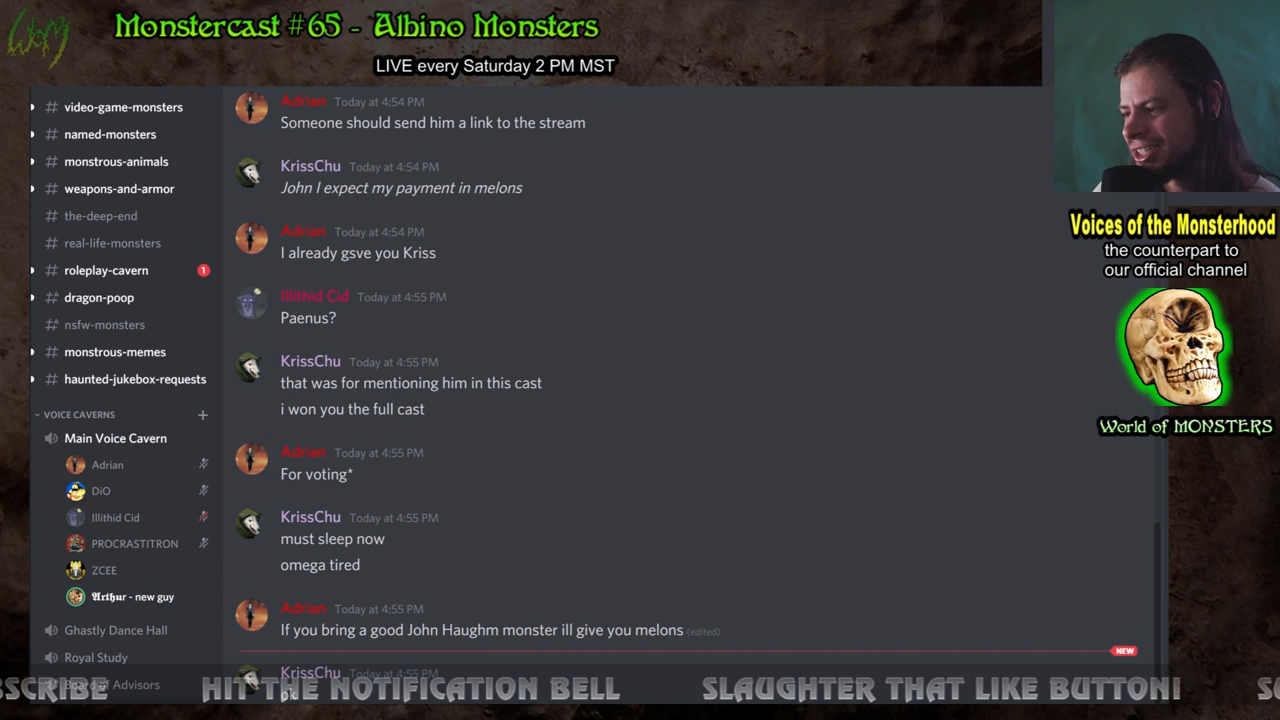 WoM
Monstercast #65 - Albino Monsters
LIVE every Saturday 2 PM MST
# video-game-monsters
# named-monsters
# monstrous-animals
# weapons-and-armor
# the-deep-end
# real-life-monsters
# roleplay-cavern 1
# dragon-poop
# nsfw-monsters
# monstrous-memes
# haunted-jukebox-requests
VOICE CAVERNS +
Main Voice Cavern
Adrian
DiO
Illithid Cid
PROCRASTITRON
ZCEE
𝕬𝖗𝖙𝖍𝖚𝖗 - new guy
Ghastly Dance Hall
Royal Study
Board of Advisors
Adrian Today at 4:54 PM
Someone should send him a link to the stream
KrissChu Today at 4:54 PM
John I expect my payment in melons
Adrian Today at 4:54 PM
I already gsve you Kriss
Illithid Cid Today at 4:55 PM
Paenus?
KrissChu Today at 4:55 PM
that was for mentioning him in this cast
i won you the full cast
Adrian Today at 4:55 PM
For voting*
KrissChu Today at 4:55 PM
must sleep now
omega tired
Adrian Today at 4:55 PM
If you bring a good John Haughm monster ill give you melons (edited)
NEW
KrissChu Today at 4:55 PM
ok
Voices of the Monsterhood
the counterpart to
our official channel
World of MONSTERS
SCRIBE HIT THE NOTIFICATION BELL SLAUGHTER THAT LIKE BUTTON!